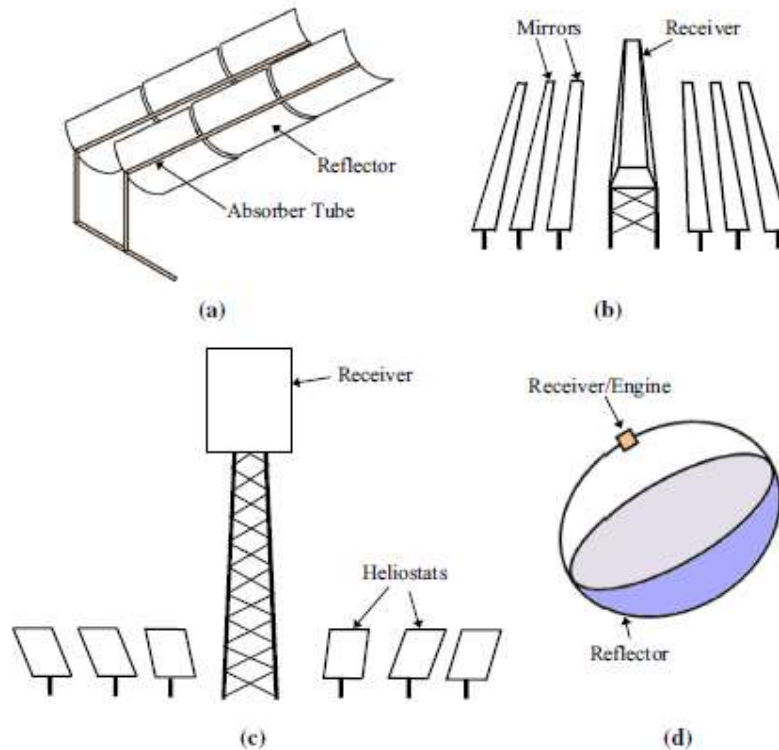 Reflector
Absorber Tube
(a)
Mirrors
Receiver
(b)
Receiver
Heliostats
(c)
Receiver/Engine
Reflector
(d)